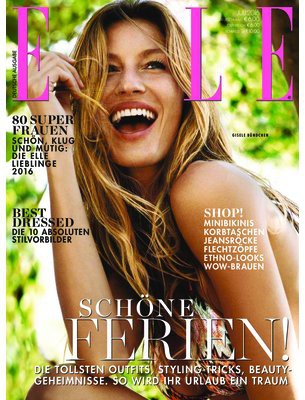 ELLE
JULI 2016
80 SUPER
FRAUEN
SCHÖN, KLUG
UND MUTIG:
DIE ELLE
LIEBLINGE
2016
GISELE BÜNDCHEN
BEST
DRESSED
DIE 10 ABSOLUTEN
STILVORBILDER
SHOP!
MINIBIKINIS
KORBTASCHEN
JEANSRÖCKE
FLECHTZÖPFE
ETHNO-LOOKS
WOW-BRAUEN
SCHÖNE
FERIEN!
DIE TOLLSTEN OUTFITS, STYLING-TRICKS, BEAUTY-
GEHEIMNISSE. SO WIRD IHR URLAUB EIN TRAUM